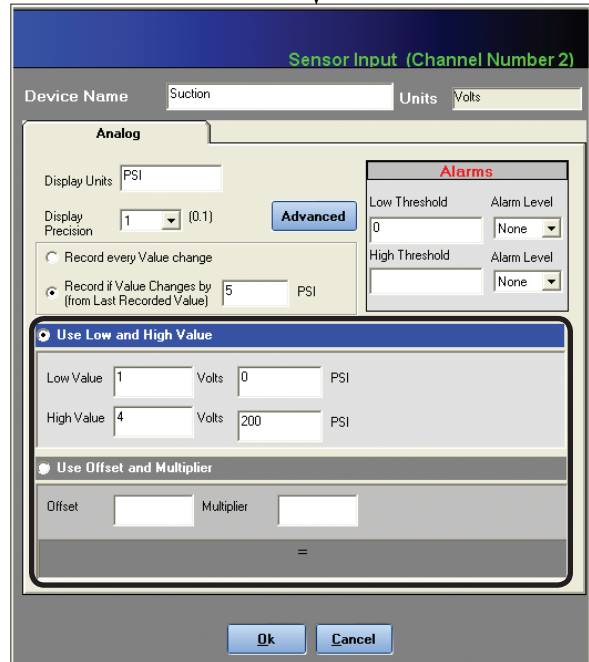 Sensor Input (Channel Number 2)
Device Name Suction Units Volts
Analog
Display Units PSI
Display Precision 1 (0.1) Advanced
Record every Value change
Record if Value Changes by (from Last Recorded Value) 5 PSI
Alarms
Low Threshold Alarm Level
0 None
High Threshold Alarm Level
None
Use Low and High Value
Low Value 1 Volts 0 PSI
High Value 4 Volts 200 PSI
Use Offset and Multiplier
Offset Multiplier
=
Ok Cancel